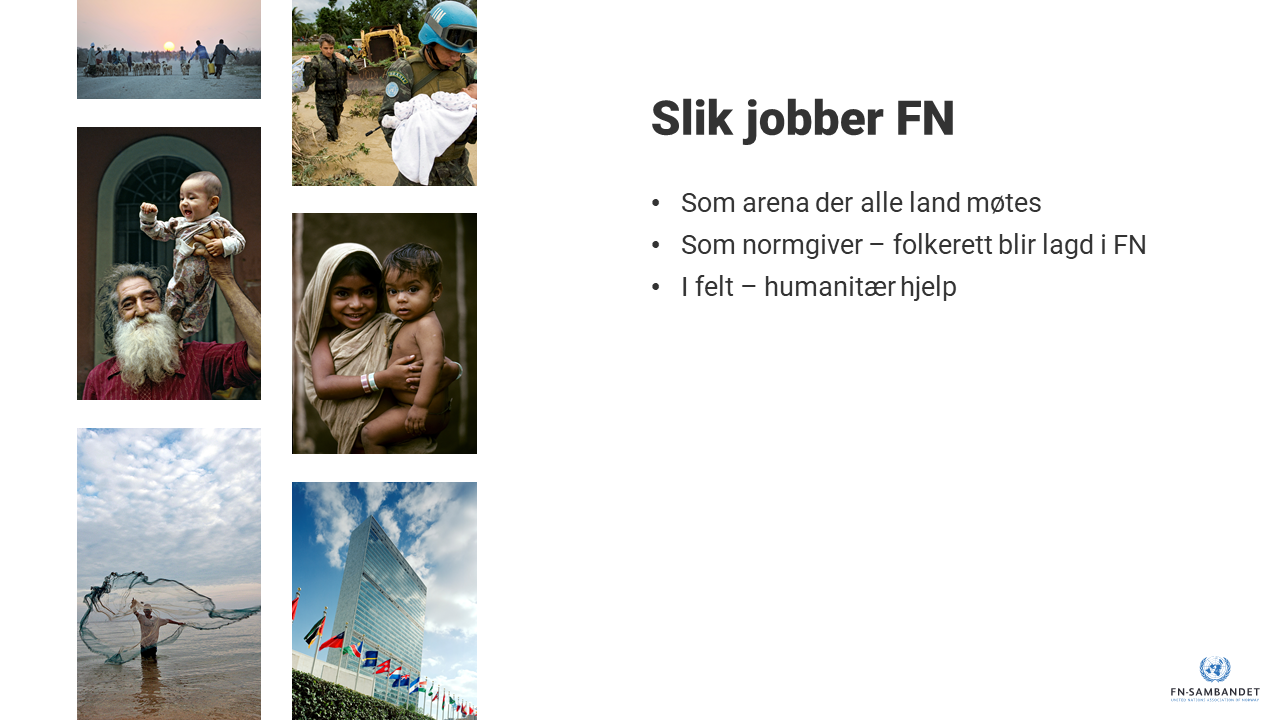 Slik jobber FN
• Som arena der alle land møtes
• Som normgiver – folkerett blir lagd i FN
• I felt – humanitær hjelp
FN-SAMBANDET
UNITED NATIONS ASSOCIATION OF NORWAY